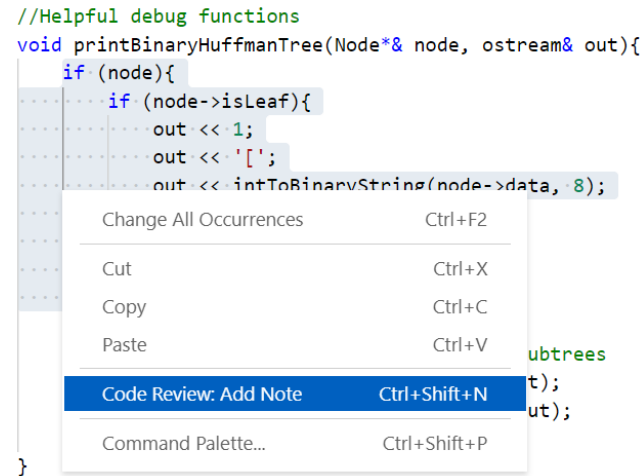 //Helpful debug functions
void printBinaryHuffmanTree(Node*& node, ostream& out){
if (node){
if (node->isLeaf){
out << 1;
out << '[';
out << intToBinaryString(node->data, 8);
Change All Occurrences Ctrl+F2
Cut Ctrl+X
Copy Ctrl+C
Paste Ctrl+V
ubtrees
Code Review: Add Note Ctrl+Shift+N
t);
ut);
Command Palette... Ctrl+Shift+P
}